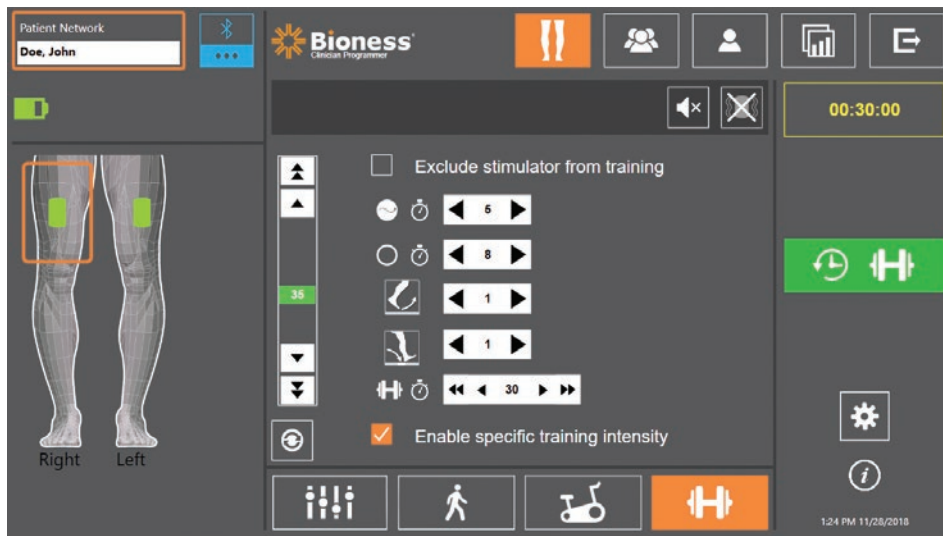 Patient Network
Doe, John
Bioness
Clinician Programmer
00:30:00
Exclude stimulator from training
5
8
35
1
1
30
Enable specific training intensity
Right Left
1:24 PM 11/28/2018